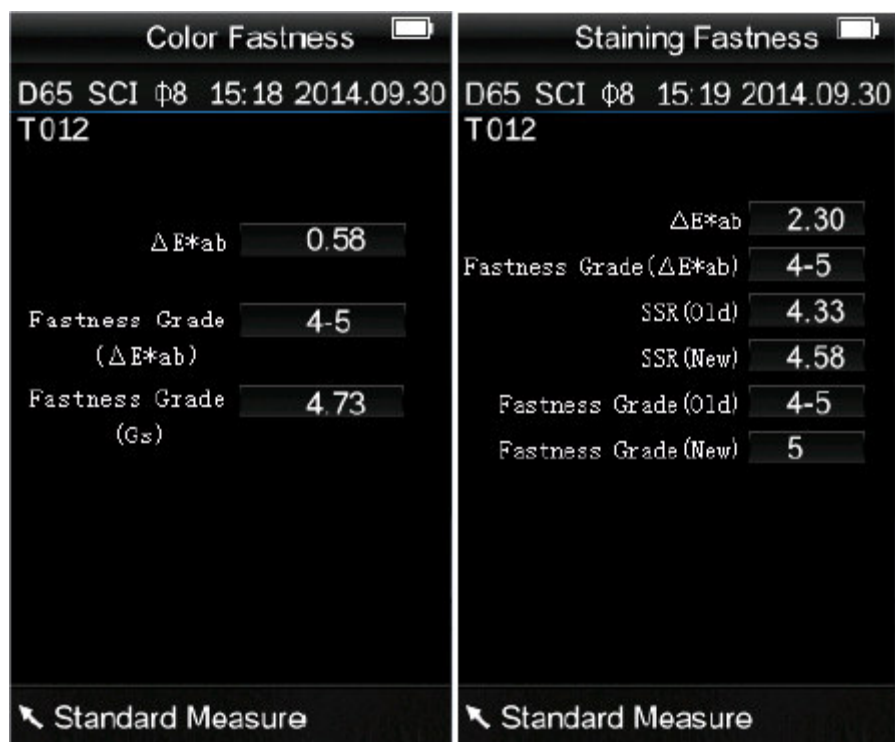 Color Fastness
D65 SCI Φ8 15:18 2014.09.30
T012
ΔE*ab 0.58
Fastness Grade 4-5
(ΔE*ab)
Fastness Grade 4.73
(Gs)
Standard Measure
Staining Fastness
D65 SCI Φ8 15:19 2014.09.30
T012
ΔE*ab 2.30
Fastness Grade(ΔE*ab) 4-5
SSR(Old) 4.33
SSR(New) 4.58
Fastness Grade(Old) 4-5
Fastness Grade(New) 5
Standard Measure